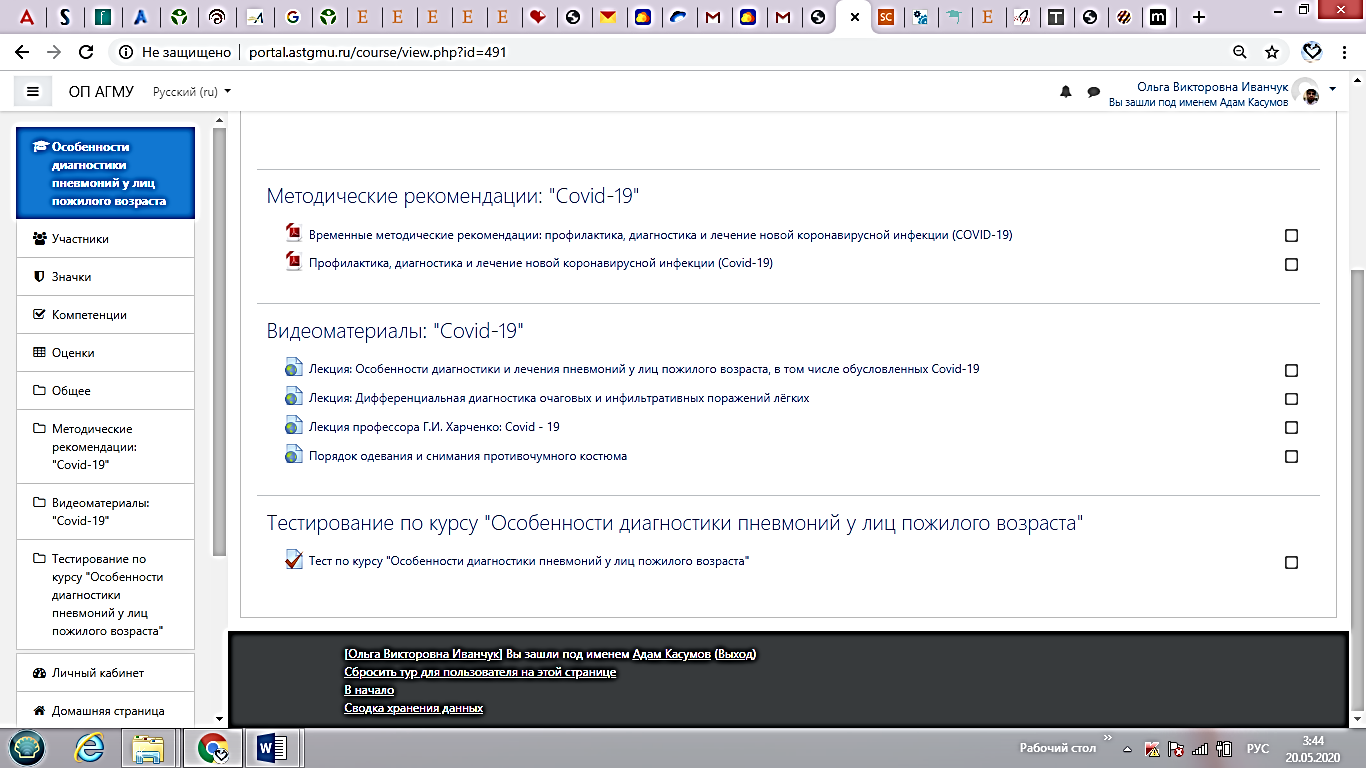 Не защищено
portal.astgmu.ru/course/view.php?id=491
ОП АГМУ
Русский (ru)
Ольга Викторовна Иванчук
Вы зашли под именем Адам Касумов
Особенности
диагностики
пневмоний у лиц
пожилого возраста
Участники
Значки
Компетенции
Оценки
Общее
Методические
рекомендации:
"Covid-19"
Видеоматериалы:
"Covid-19"
Тестирование по
курсу "Особенности
диагностики
пневмоний у лиц
пожилого возраста"
Личный кабинет
Домашняя страница
Методические рекомендации: "Covid-19"
Временные методические рекомендации: профилактика, диагностика и лечение новой коронавирусной инфекции (COVID-19)
Профилактика, диагностика и лечение новой коронавирусной инфекции (Covid-19)
Видеоматериалы: "Covid-19"
Лекция: Особенности диагностики и лечения пневмоний у лиц пожилого возраста, в том числе обусловленных Covid-19
Лекция: Дифференциальная диагностика очаговых и инфильтративных поражений лёгких
Лекция профессора Г.И. Харченко: Covid - 19
Порядок одевания и снимания противочумного костюма
Тестирование по курсу "Особенности диагностики пневмоний у лиц пожилого возраста"
Тест по курсу "Особенности диагностики пневмоний у лиц пожилого возраста"
[Ольга Викторовна Иванчук] Вы зашли под именем Адам Касумов (Выход)
Сбросить тур для пользователя на этой странице
В начало
Сводка хранения данных
Рабочий стол
РУС
3:44
20.05.2020